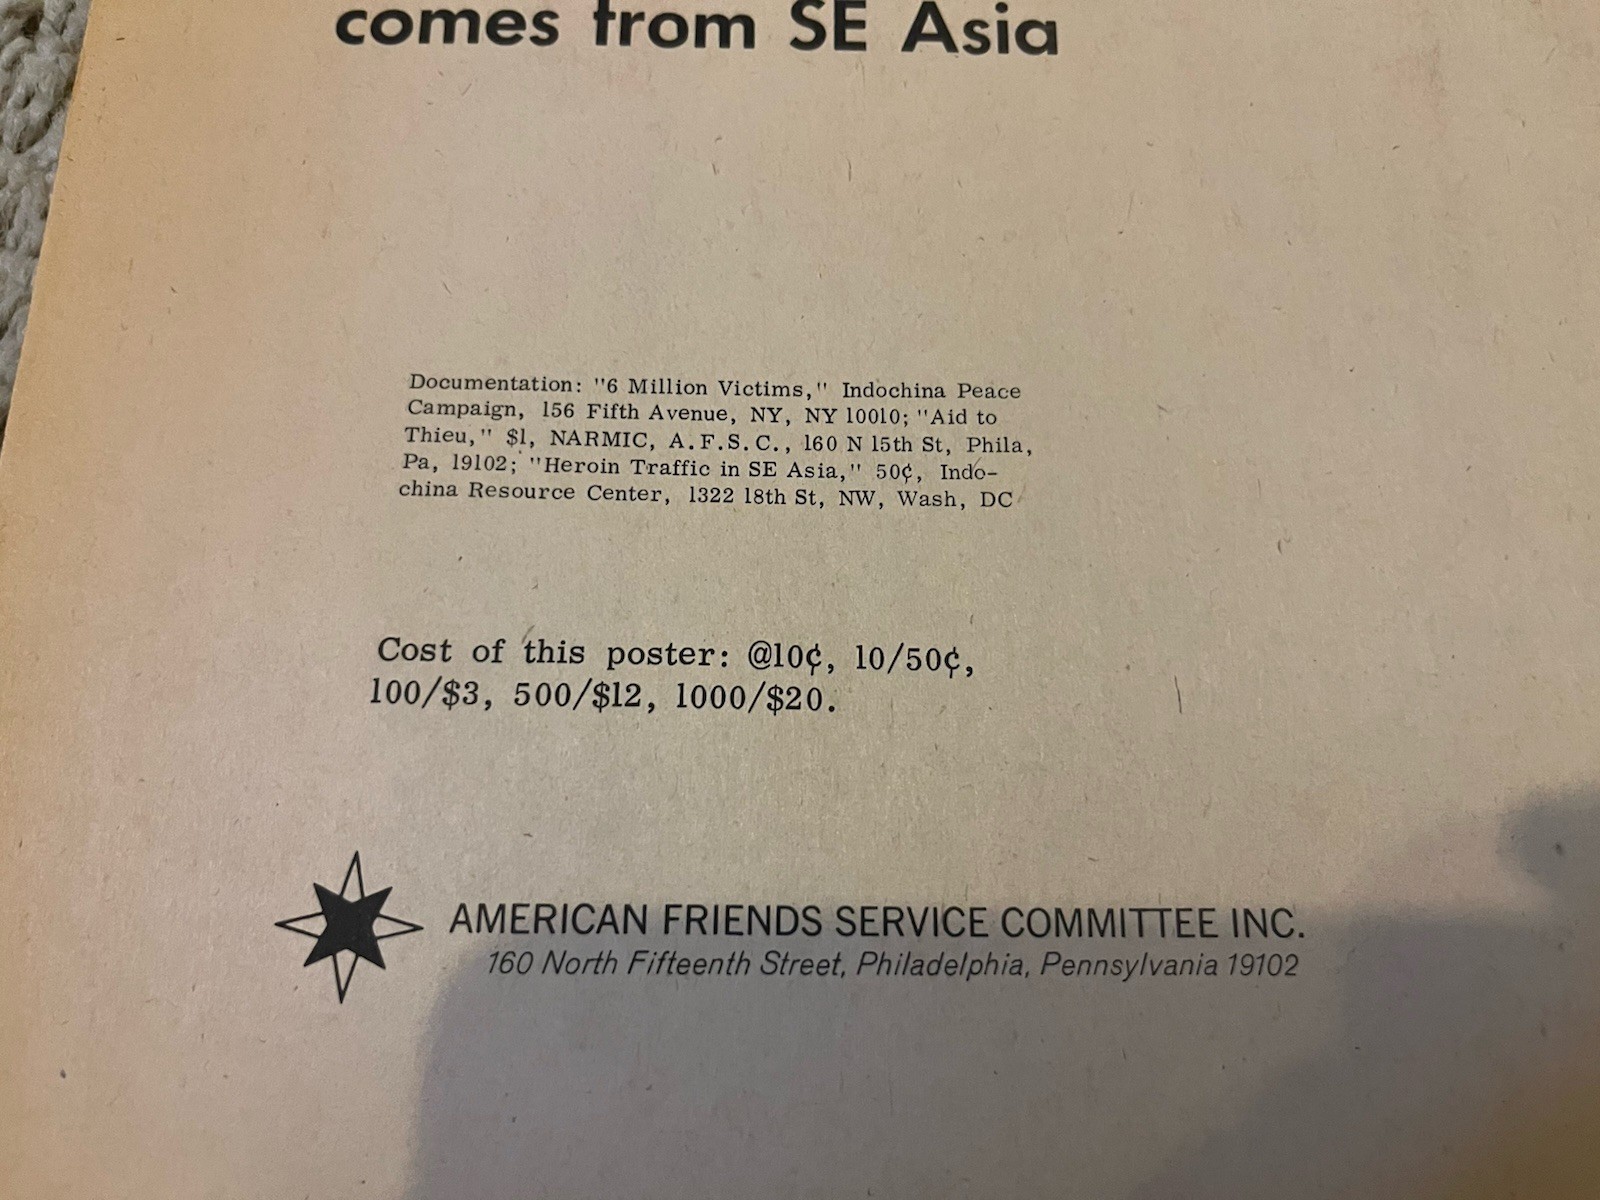 comes from SE Asia
Documentation: "6 Million Victims," Indochina Peace
Campaign, 156 Fifth Avenue, NY, NY 10010; "Aid to
Thieu," $1, NARMIC, A.F.S.C., 160 N 15th St, Phila,
Pa, 19102; "Heroin Traffic in SE Asia," 50¢, Indo-
china Resource Center, 1322 18th St, NW, Wash, DC
Cost of this poster: @10¢, 10/50¢,
100/$3, 500/$12, 1000/$20.
AMERICAN FRIENDS SERVICE COMMITTEE INC.
160 North Fifteenth Street, Philadelphia, Pennsylvania 19102